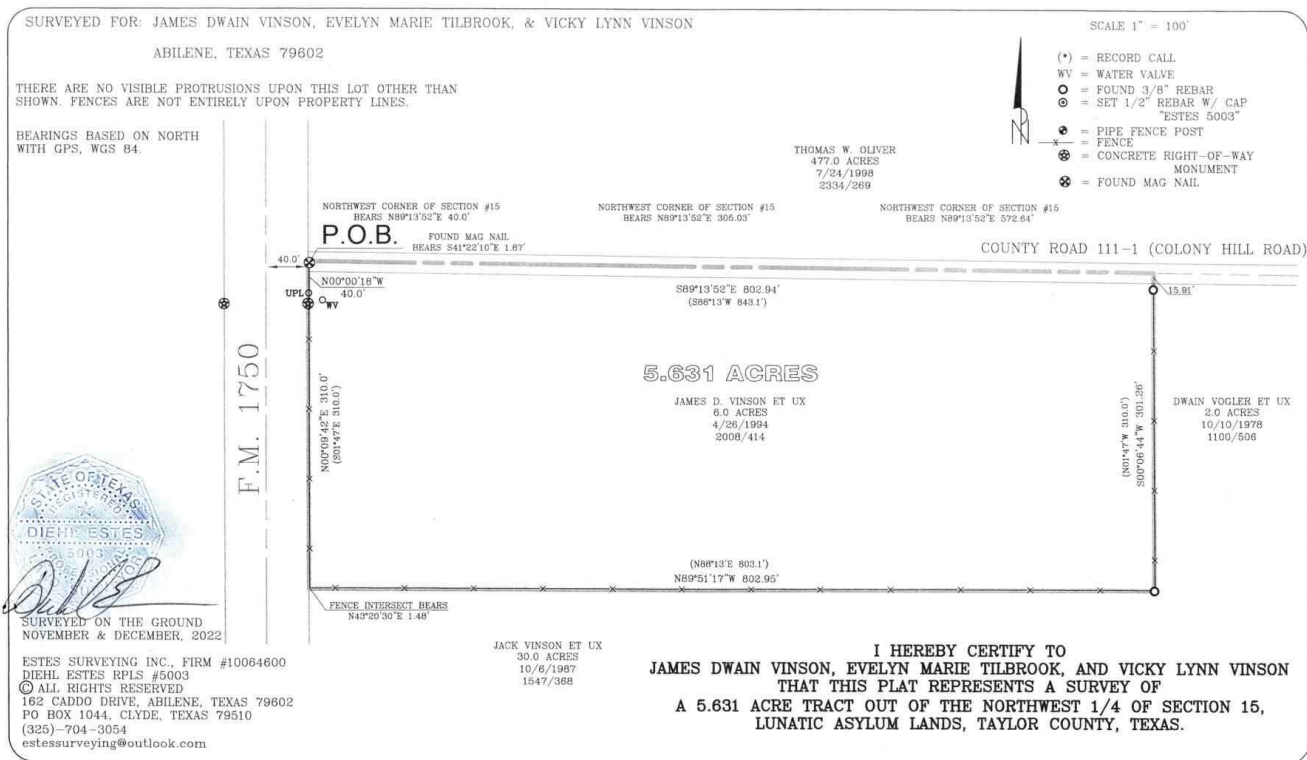 SURVEYED FOR: JAMES DWAIN VINSON, EVELYN MARIE TILBROOK, & VICKY LYNN VINSON
ABILENE, TEXAS 79602
THERE ARE NO VISIBLE PROTRUSIONS UPON THIS LOT OTHER THAN
SHOWN. FENCES ARE NOT ENTIRELY UPON PROPERTY LINES.
BEARINGS BASED ON NORTH
WITH GPS, WGS 84.
SCALE 1" = 100'
(*) = RECORD CALL
WV = WATER VALVE
= FOUND 3/8" REBAR
= SET 1/2" REBAR W/ CAP
"ESTES 5003"
= PIPE FENCE POST
x = FENCE
= CONCRETE RIGHT-OF-WAY
MONUMENT
= FOUND MAG NAIL
N
THOMAS W. OLIVER
477.0 ACRES
7/24/1998
2334/269
NORTHWEST CORNER OF SECTION #15
BEARS N89°13'52"E 40.0'
NORTHWEST CORNER OF SECTION #15
BEARS N89°13'52"E 305.03'
NORTHWEST CORNER OF SECTION #15
BEARS N89°13'52"E 572.64'
P.O.B.
FOUND MAG NAIL
BEARS S41°22'10"E 1.87'
COUNTY ROAD 111-1 (COLONY HILL ROAD)
40.0'
N00°00'18"W
40.0'
UPL
WV
S89°13'52"E 802.94'
(S88°13'W 843.1')
15.91'
F.M. 1750
N00°09'42"E 310.0'
(S01°47'E 310.0')
5.631 ACRES
JAMES D. VINSON ET UX
6.0 ACRES
4/26/1994
2008/414
(N01°47'W 310.0')
S00°06'44"W 301.26'
DWAIN VOGLER ET UX
2.0 ACRES
10/10/1978
1100/506
(N88°13'E 803.1')
N89°51'17"W 802.95'
FENCE INTERSECT BEARS
N43°20'30"E 1.48'
JACK VINSON ET UX
30.0 ACRES
10/6/1987
1547/368
STATE OF TEXAS
REGISTERED
DIEHL ESTES
5003
PROFESSIONAL
SURVEYED ON THE GROUND
NOVEMBER & DECEMBER, 2022
ESTES SURVEYING INC., FIRM #10064600
DIEHL ESTES RPLS #5003
© ALL RIGHTS RESERVED
162 CADDO DRIVE, ABILENE, TEXAS 79602
PO BOX 1044, CLYDE, TEXAS 79510
(325)-704-3054
estessurveying@outlook.com
I HEREBY CERTIFY TO
JAMES DWAIN VINSON, EVELYN MARIE TILBROOK, AND VICKY LYNN VINSON
THAT THIS PLAT REPRESENTS A SURVEY OF
A 5.631 ACRE TRACT OUT OF THE NORTHWEST 1/4 OF SECTION 15,
LUNATIC ASYLUM LANDS, TAYLOR COUNTY, TEXAS.